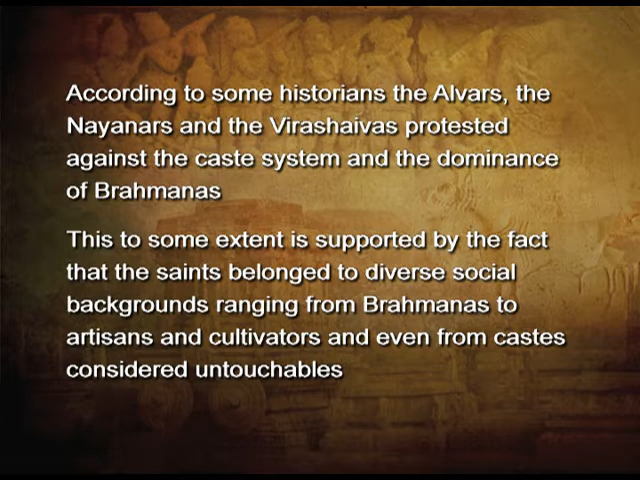 According to some historians the Alvars, the
Nayanars and the Virashaivas protested
against the caste system and the dominance
of Brahmanas
This to some extent is supported by the fact
that the saints belonged to diverse social
backgrounds ranging from Brahmanas to
artisans and cultivators and even from castes
considered untouchables